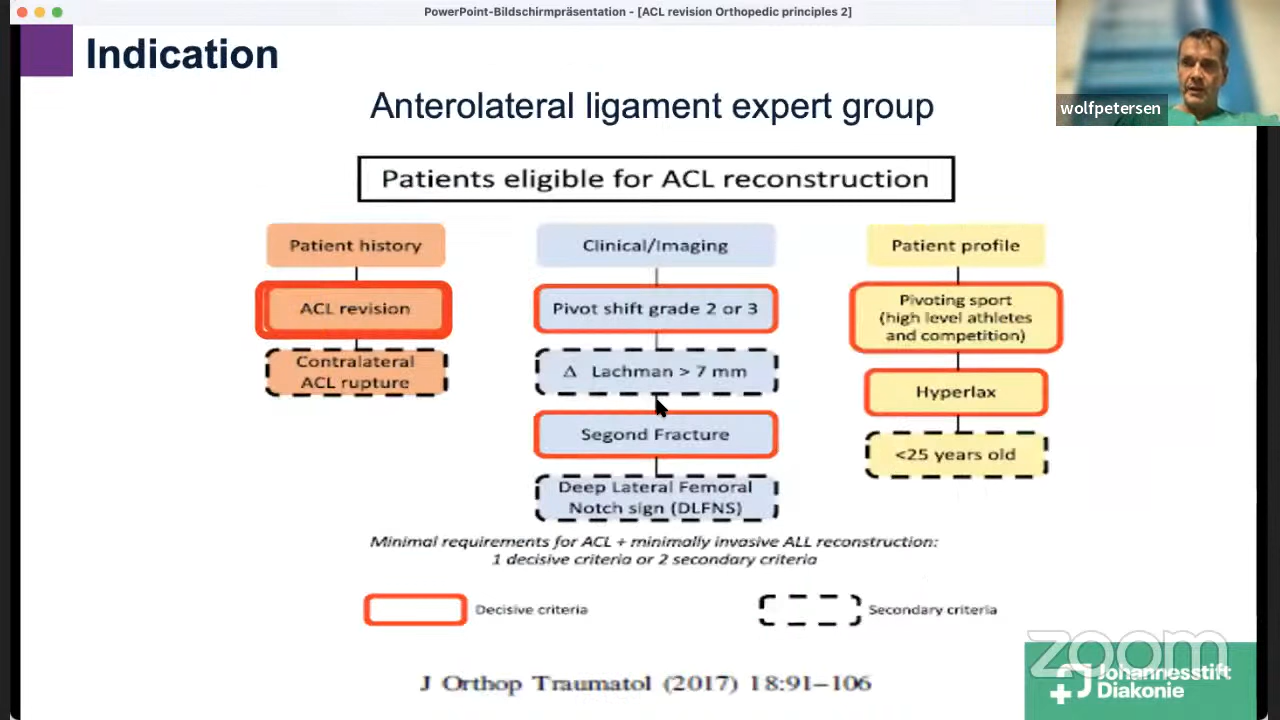 PowerPoint-Bildschirmpräsentation - [ACL revision Orthopedic principles 2]
Indication
wolfpetersen
Anterolateral ligament expert group
Patients eligible for ACL reconstruction
Patient history
ACL revision
Contralateral
ACL rupture
Clinical/Imaging
Pivot shift grade 2 or 3
Δ Lachman > 7 mm
Segond Fracture
Deep Lateral Femoral
Notch sign (DLFNS)
Patient profile
Pivoting sport
(high level athletes
and competition)
Hyperlax
<25 years old
Minimal requirements for ACL + minimally invasive ALL reconstruction:
1 decisive criteria or 2 secondary criteria
Decisive criteria
Secondary criteria
J Orthop Traumatol (2017) 18:91–106
zoom
Johannesstift
Diakonie